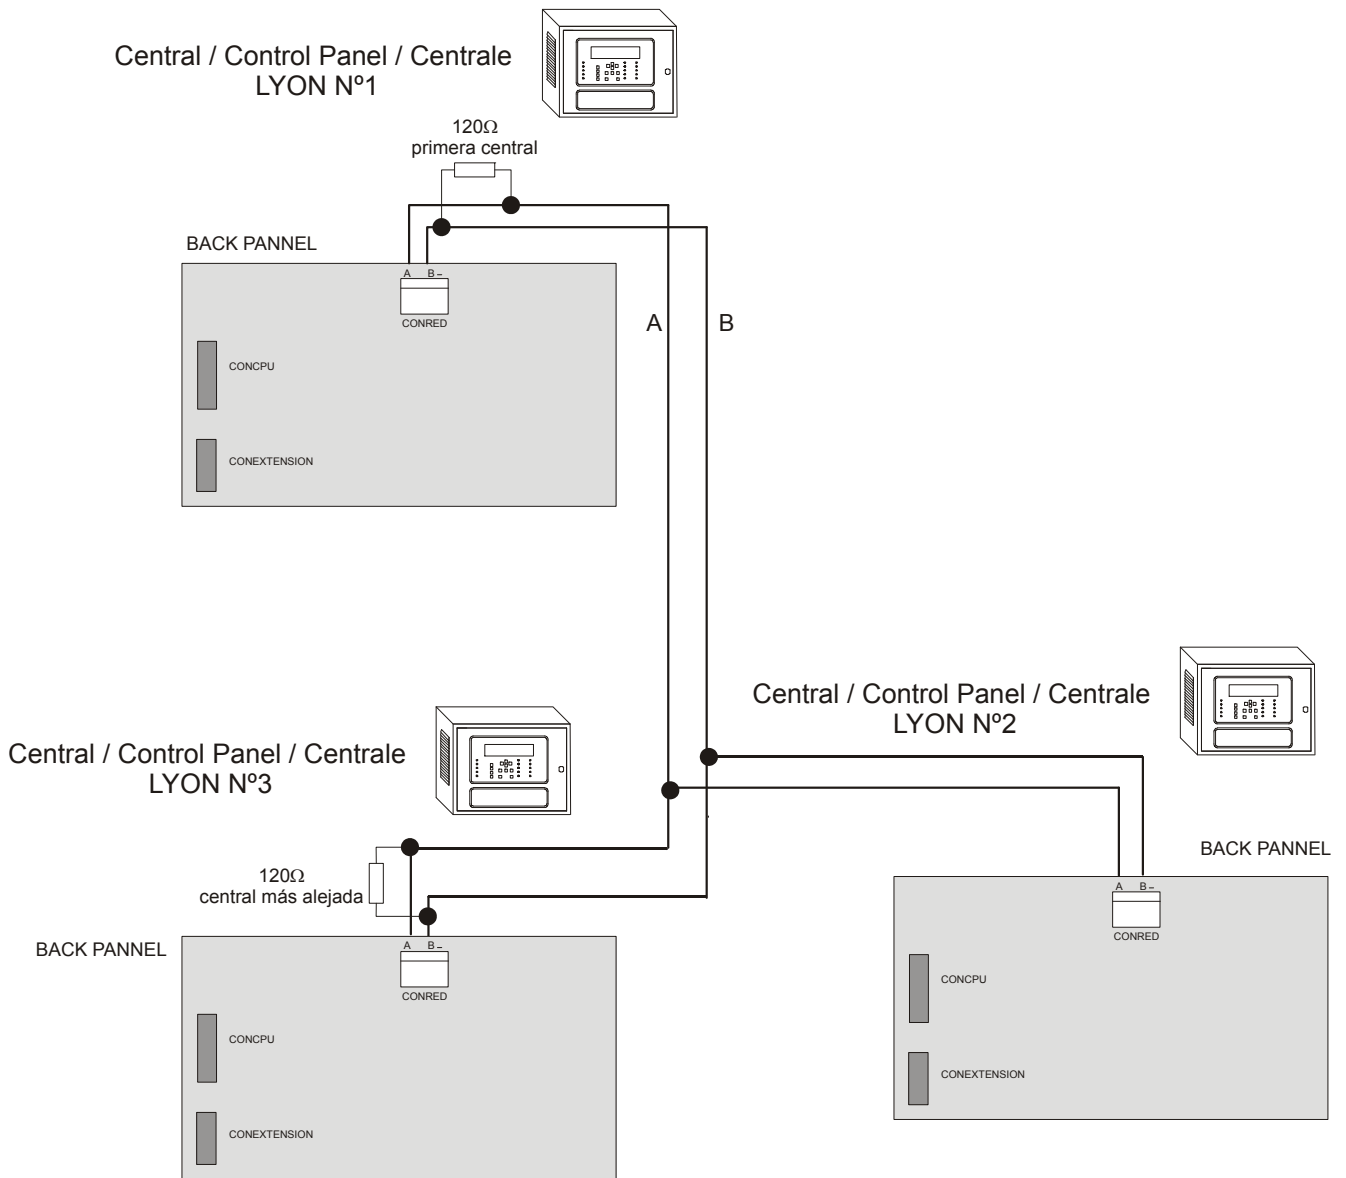 Central / Control Panel / Centrale
LYON Nº1
120Ω
primera central
BACK PANNEL
A B –
CONRED
CONCPU
CONEXTENSION
A B
Central / Control Panel / Centrale
LYON Nº2
Central / Control Panel / Centrale
LYON Nº3
120Ω
central más alejada
BACK PANNEL
A B –
CONRED
CONCPU
CONEXTENSION
BACK PANNEL
A B –
CONRED
CONCPU
CONEXTENSION